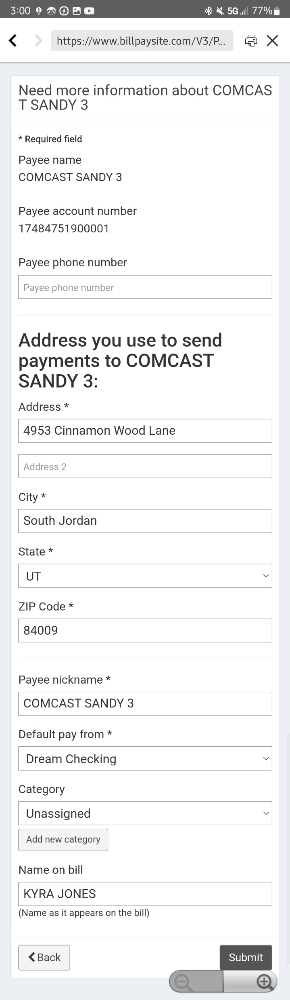 3:00
5G 77%
https://www.billpaysite.com/V3/P...
Need more information about COMCAS
T SANDY 3
* Required field
Payee name
COMCAST SANDY 3
Payee account number
17484751900001
Payee phone number
Payee phone number
Address you use to send
payments to COMCAST
SANDY 3:
Address *
4953 Cinnamon Wood Lane
Address 2
City *
South Jordan
State *
UT
ZIP Code *
84009
Payee nickname *
COMCAST SANDY 3
Default pay from *
Dream Checking
Category
Unassigned
Add new category
Name on bill
KYRA JONES
(Name as it appears on the bill)
Back
Submit